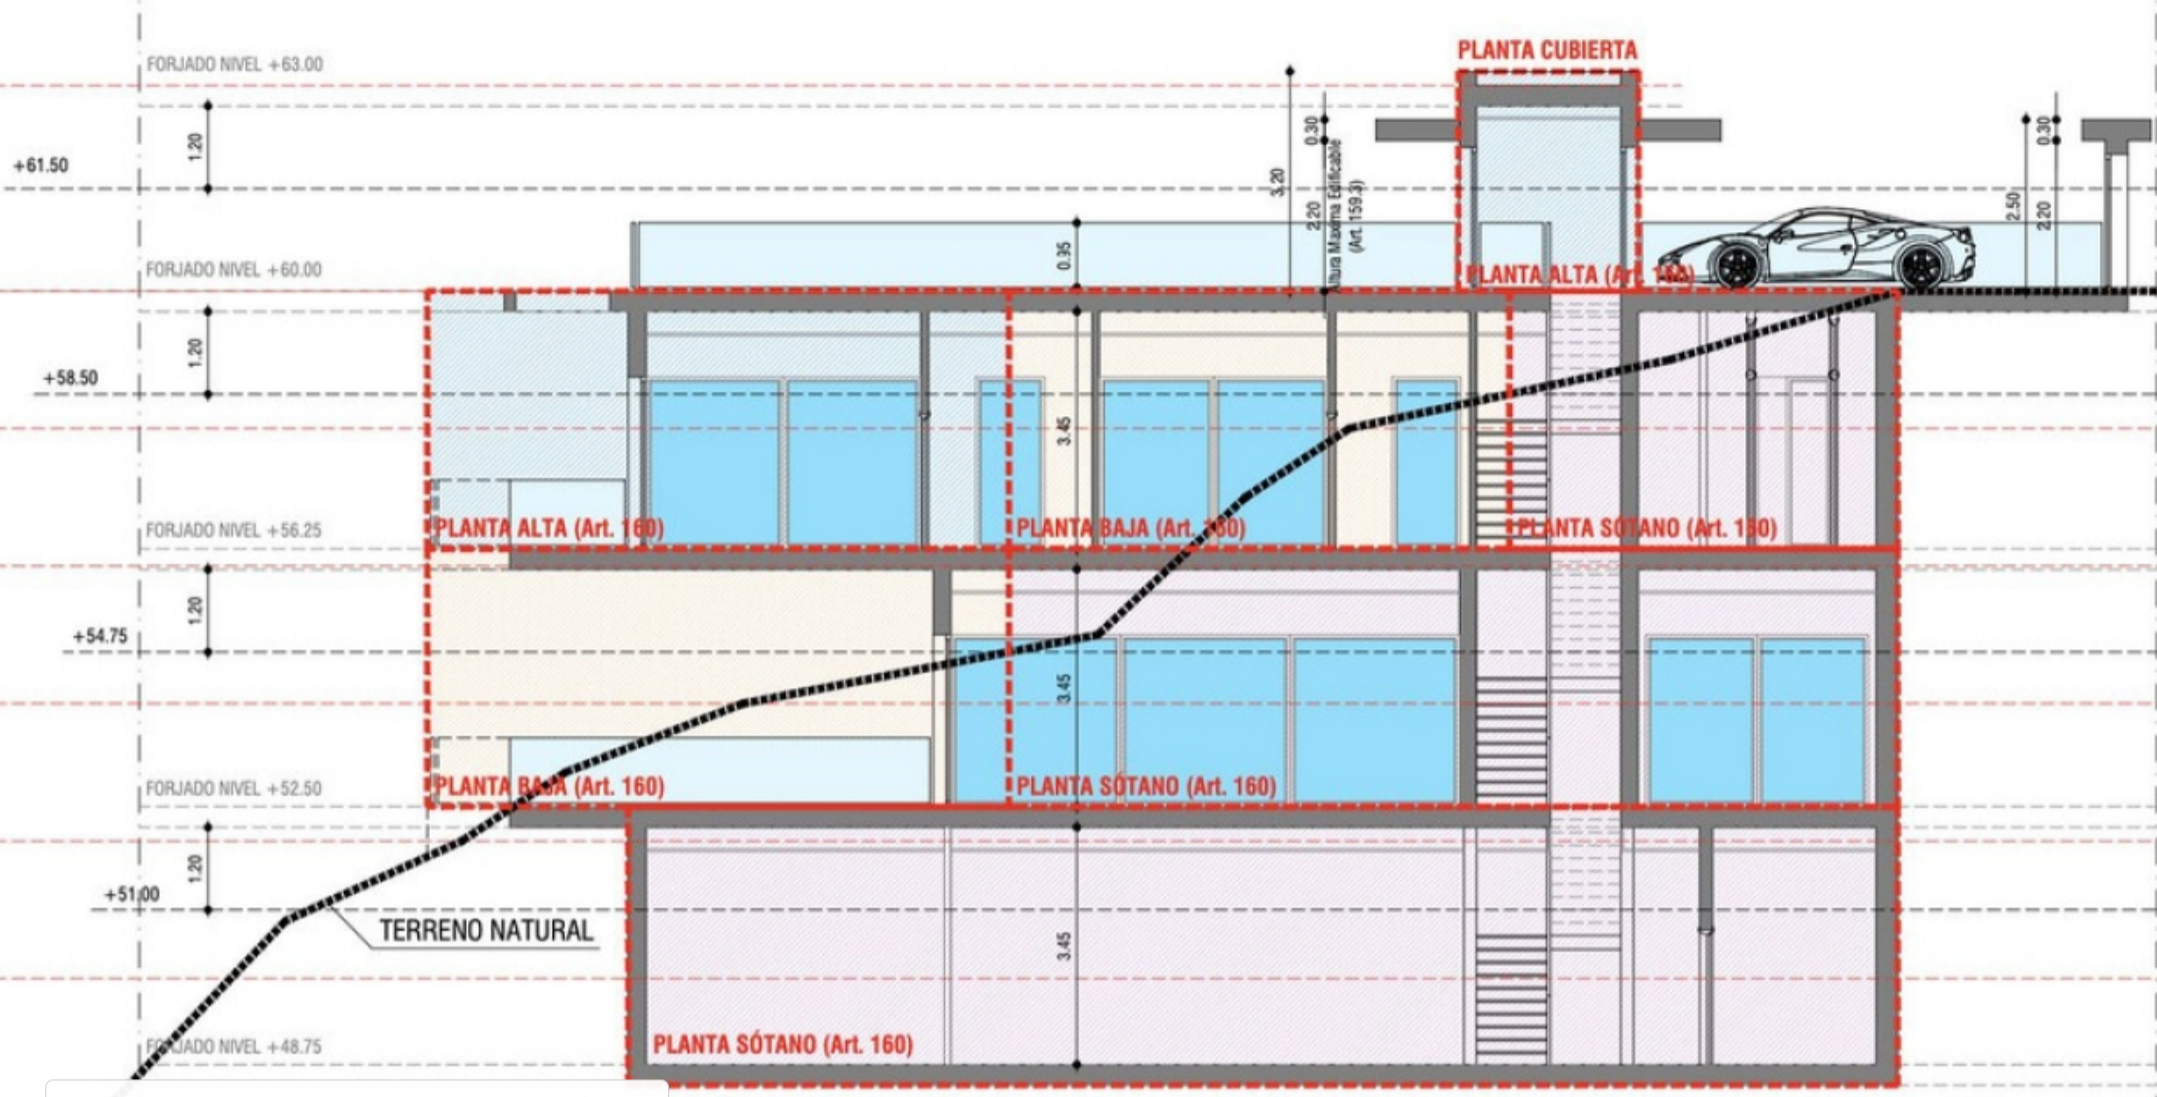 PLANTA CUBIERTA
FORJADO NIVEL +63.00
1.20
+61.50
3.20
0.30
2.20
Altura Maxima Edificable
(Art. 159.3)
2.50
0.30
2.20
0.95
FORJADO NIVEL +60.00
PLANTA ALTA (Art. 160)
1.20
+58.50
3.45
FORJADO NIVEL +56.25
PLANTA ALTA (Art. 160)
PLANTA BAJA (Art. 160)
PLANTA SÓTANO (Art. 160)
1.20
+54.75
3.45
FORJADO NIVEL +52.50
PLANTA BAJA (Art. 160)
PLANTA SÓTANO (Art. 160)
1.20
+51.00
TERRENO NATURAL
3.45
FORJADO NIVEL +48.75
PLANTA SÓTANO (Art. 160)